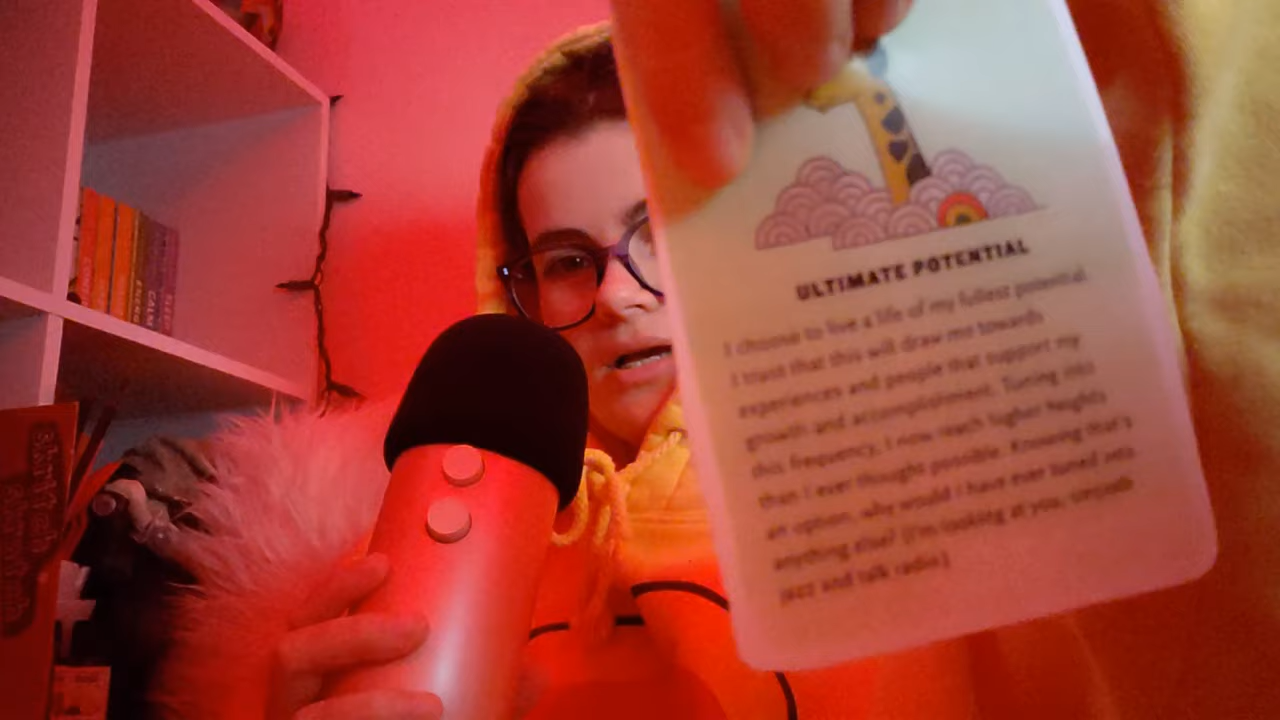 ULTIMATE POTENTIAL
I choose to live a life of my fullest potential
I trust that this will draw me towards
experiences and people that support my
growth and accomplishment. Tuning into
this frequency, I now reach higher heights
than I ever thought possible. Knowing that's
an option, why would I have ever tuned into
anything else? (I'm looking at you, smooth
jazz and talk radio.)
CALM